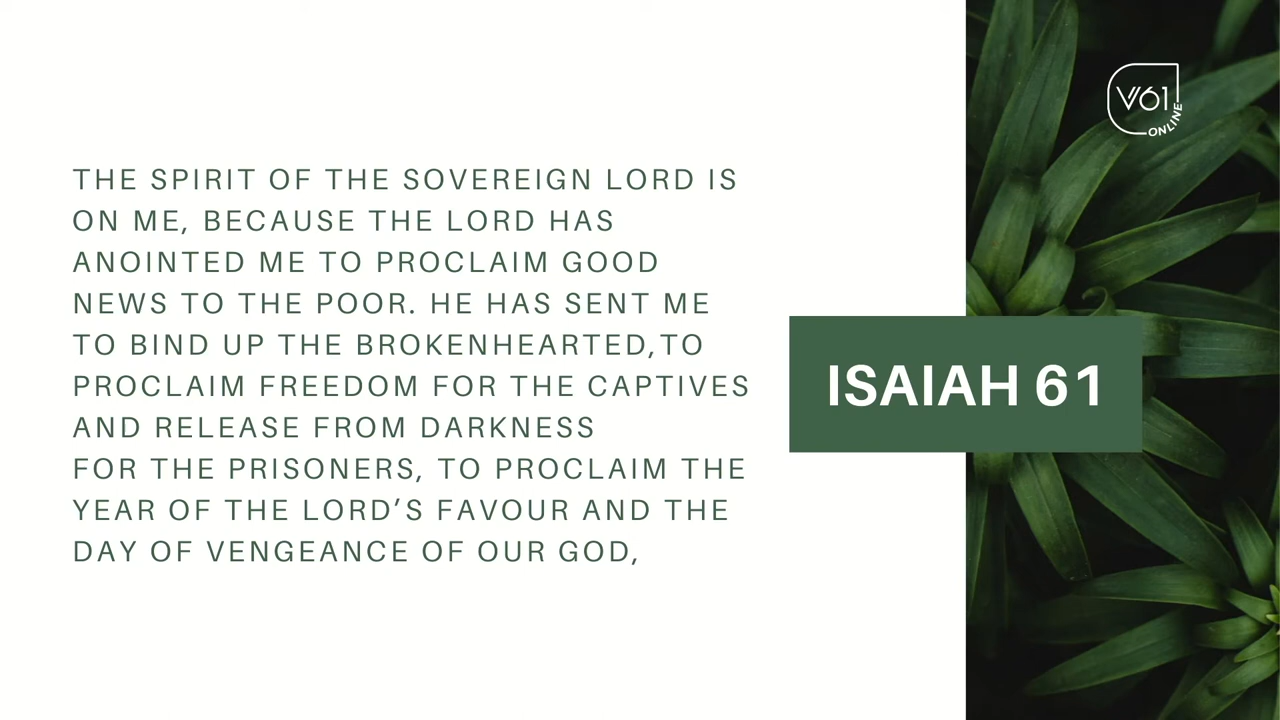 THE SPIRIT OF THE SOVEREIGN LORD IS
ON ME, BECAUSE THE LORD HAS
ANOINTED ME TO PROCLAIM GOOD
NEWS TO THE POOR. HE HAS SENT ME
TO BIND UP THE BROKENHEARTED,TO
PROCLAIM FREEDOM FOR THE CAPTIVES
AND RELEASE FROM DARKNESS
FOR THE PRISONERS, TO PROCLAIM THE
YEAR OF THE LORD’S FAVOUR AND THE
DAY OF VENGEANCE OF OUR GOD,
ISAIAH 61
V61
ONLINE